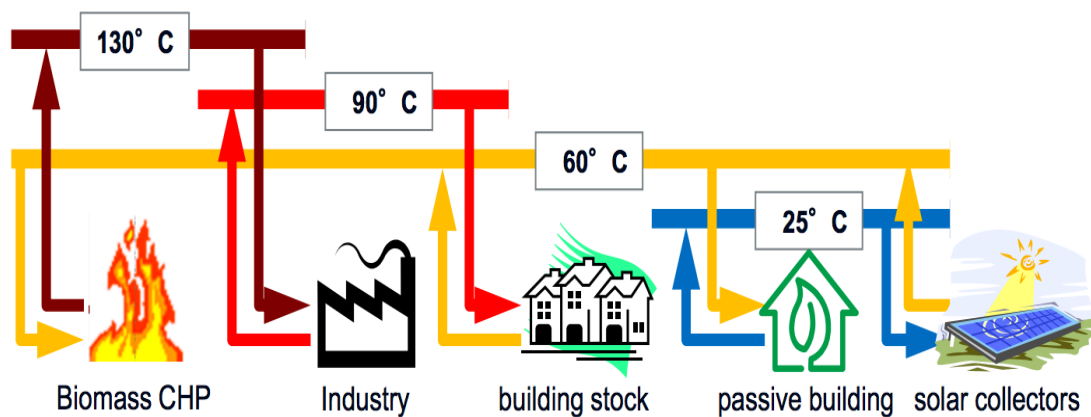 130° C
90° C
60° C
25° C
Biomass CHP
Industry
building stock
passive building
solar collectors